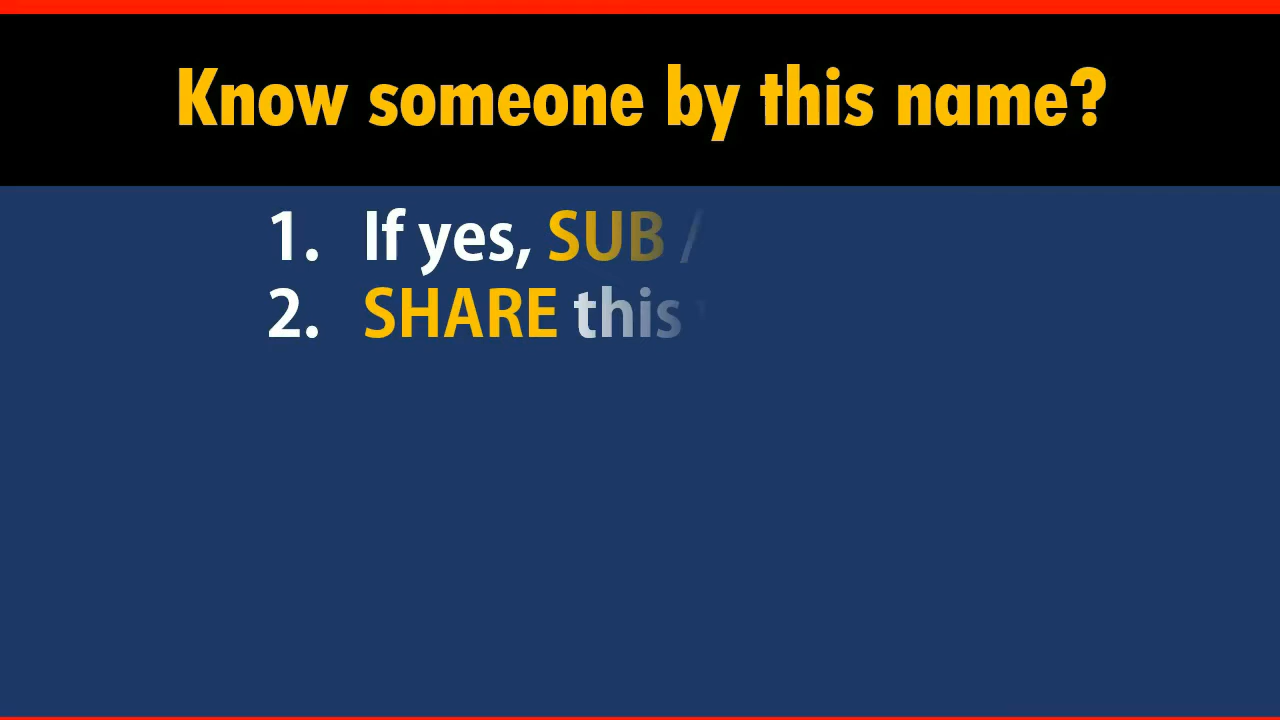 Know someone by this name?
1. If yes, SUB /
2. SHARE this